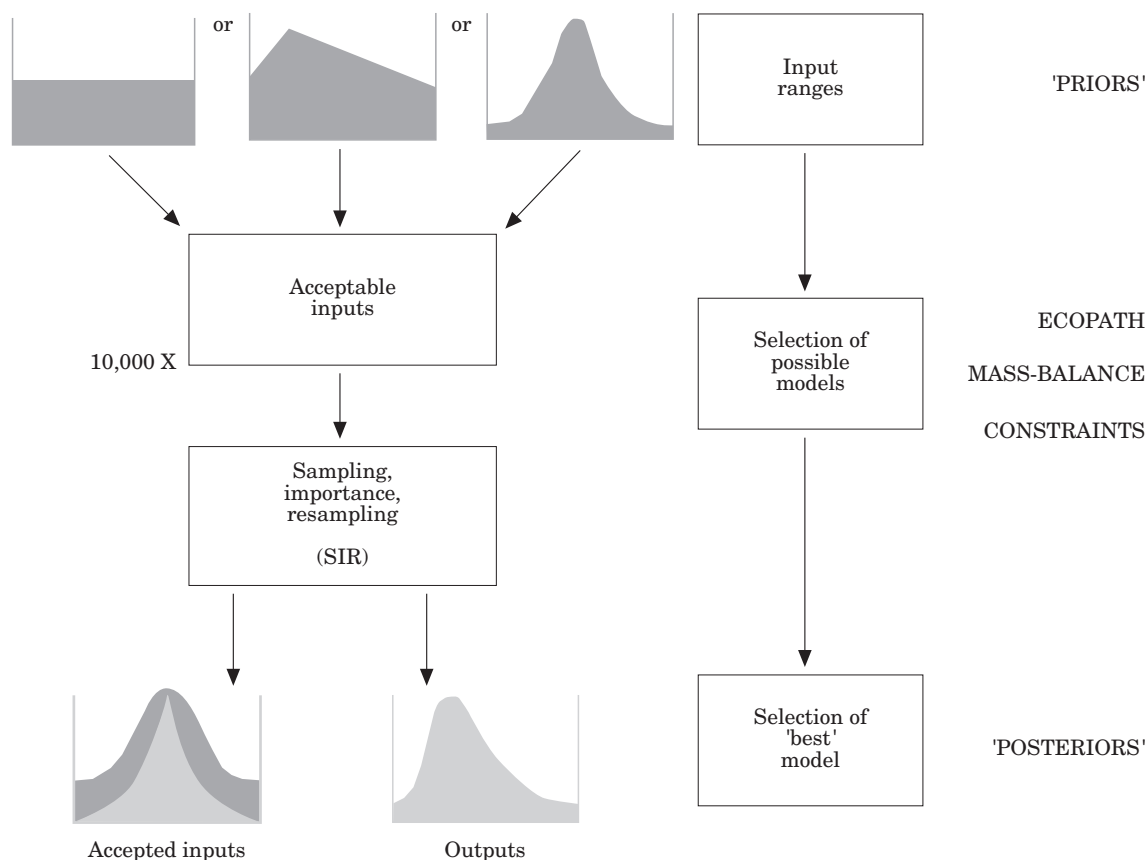 or
or
Input
ranges
'PRIORS'
Acceptable
inputs
10,000 X
Selection of
possible
models
ECOPATH
MASS-BALANCE
CONSTRAINTS
Sampling,
importance,
resampling
(SIR)
Selection of
'best'
model
'POSTERIORS'
Accepted inputs
Outputs